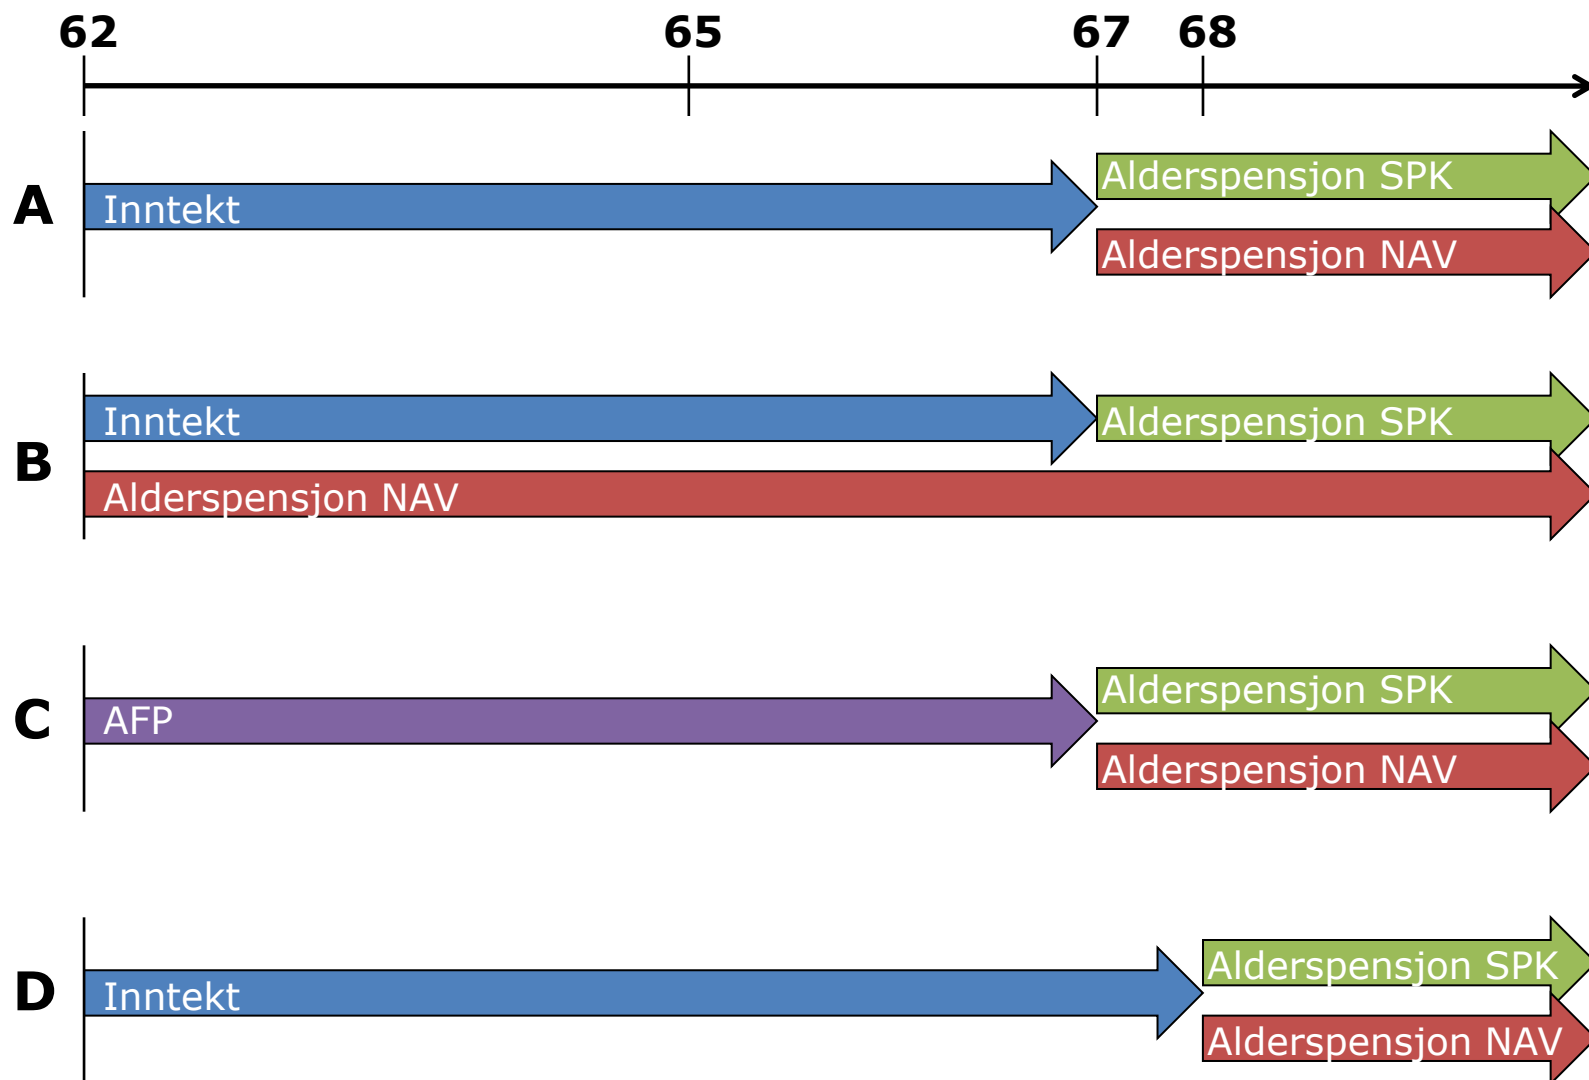 62 65 67 68
A
Inntekt
Alderspensjon SPK
Alderspensjon NAV
B
Inntekt
Alderspensjon SPK
Alderspensjon NAV
C
AFP
Alderspensjon SPK
Alderspensjon NAV
D
Inntekt
Alderspensjon SPK
Alderspensjon NAV